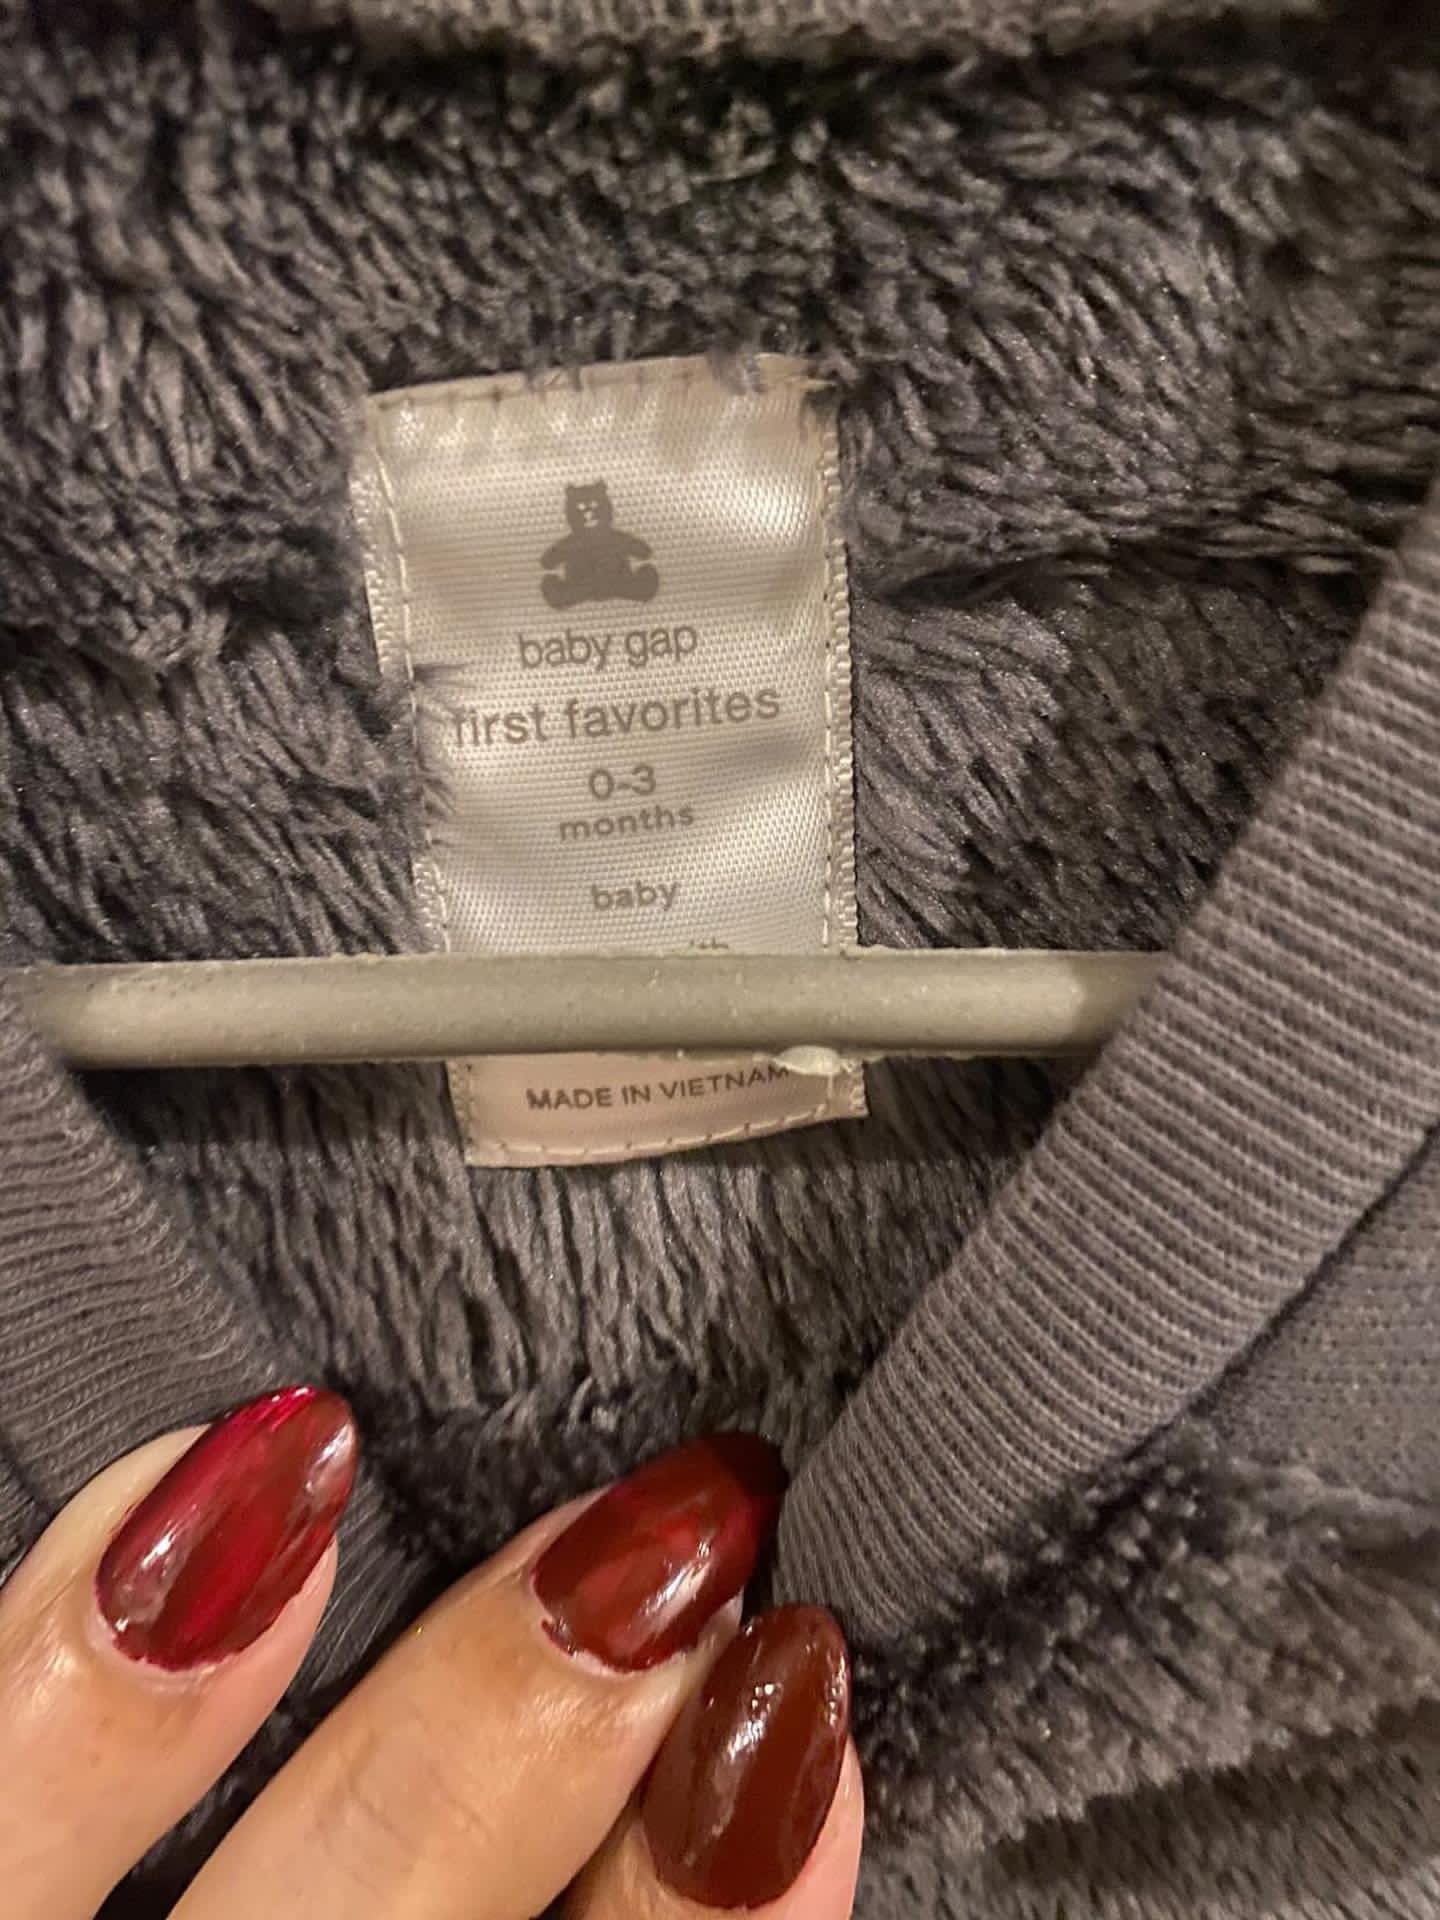 baby gap
first favorites
0-3
months
baby
MADE IN VIETNAM